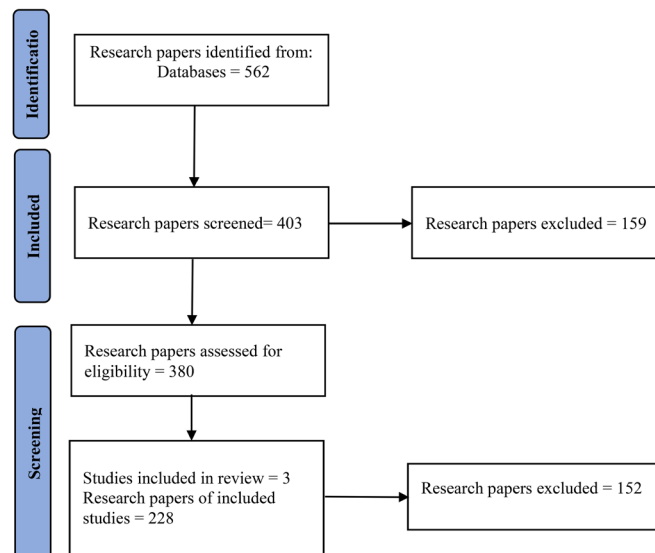 Identificatio
Research papers identified from:
Databases = 562
Included
Research papers screened= 403
Research papers excluded = 159
Screening
Research papers assessed for
eligibility = 380
Studies included in review = 3
Research papers of included
studies = 228
Research papers excluded = 152